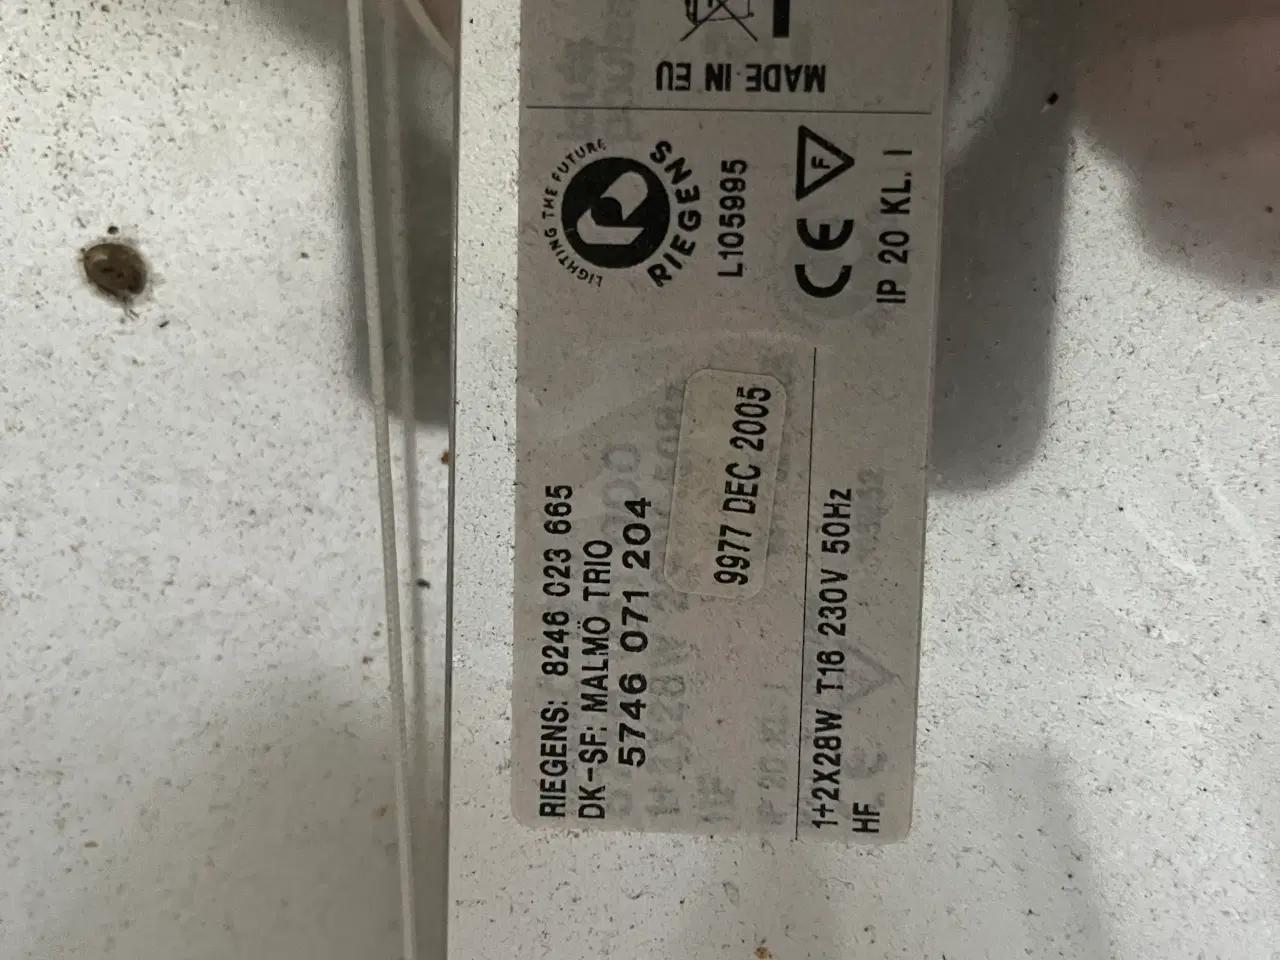 RIEGENS: 8246 023 665
DK-SF: MALMÖ TRIO
5746 071 204
9977 DEC 2005
1+2X28W T16 230V 50HZ
HF
LIGHTING THE FUTURE
RIEGENS
L105995
CE F
IP 20 KL. I
MADE IN EU